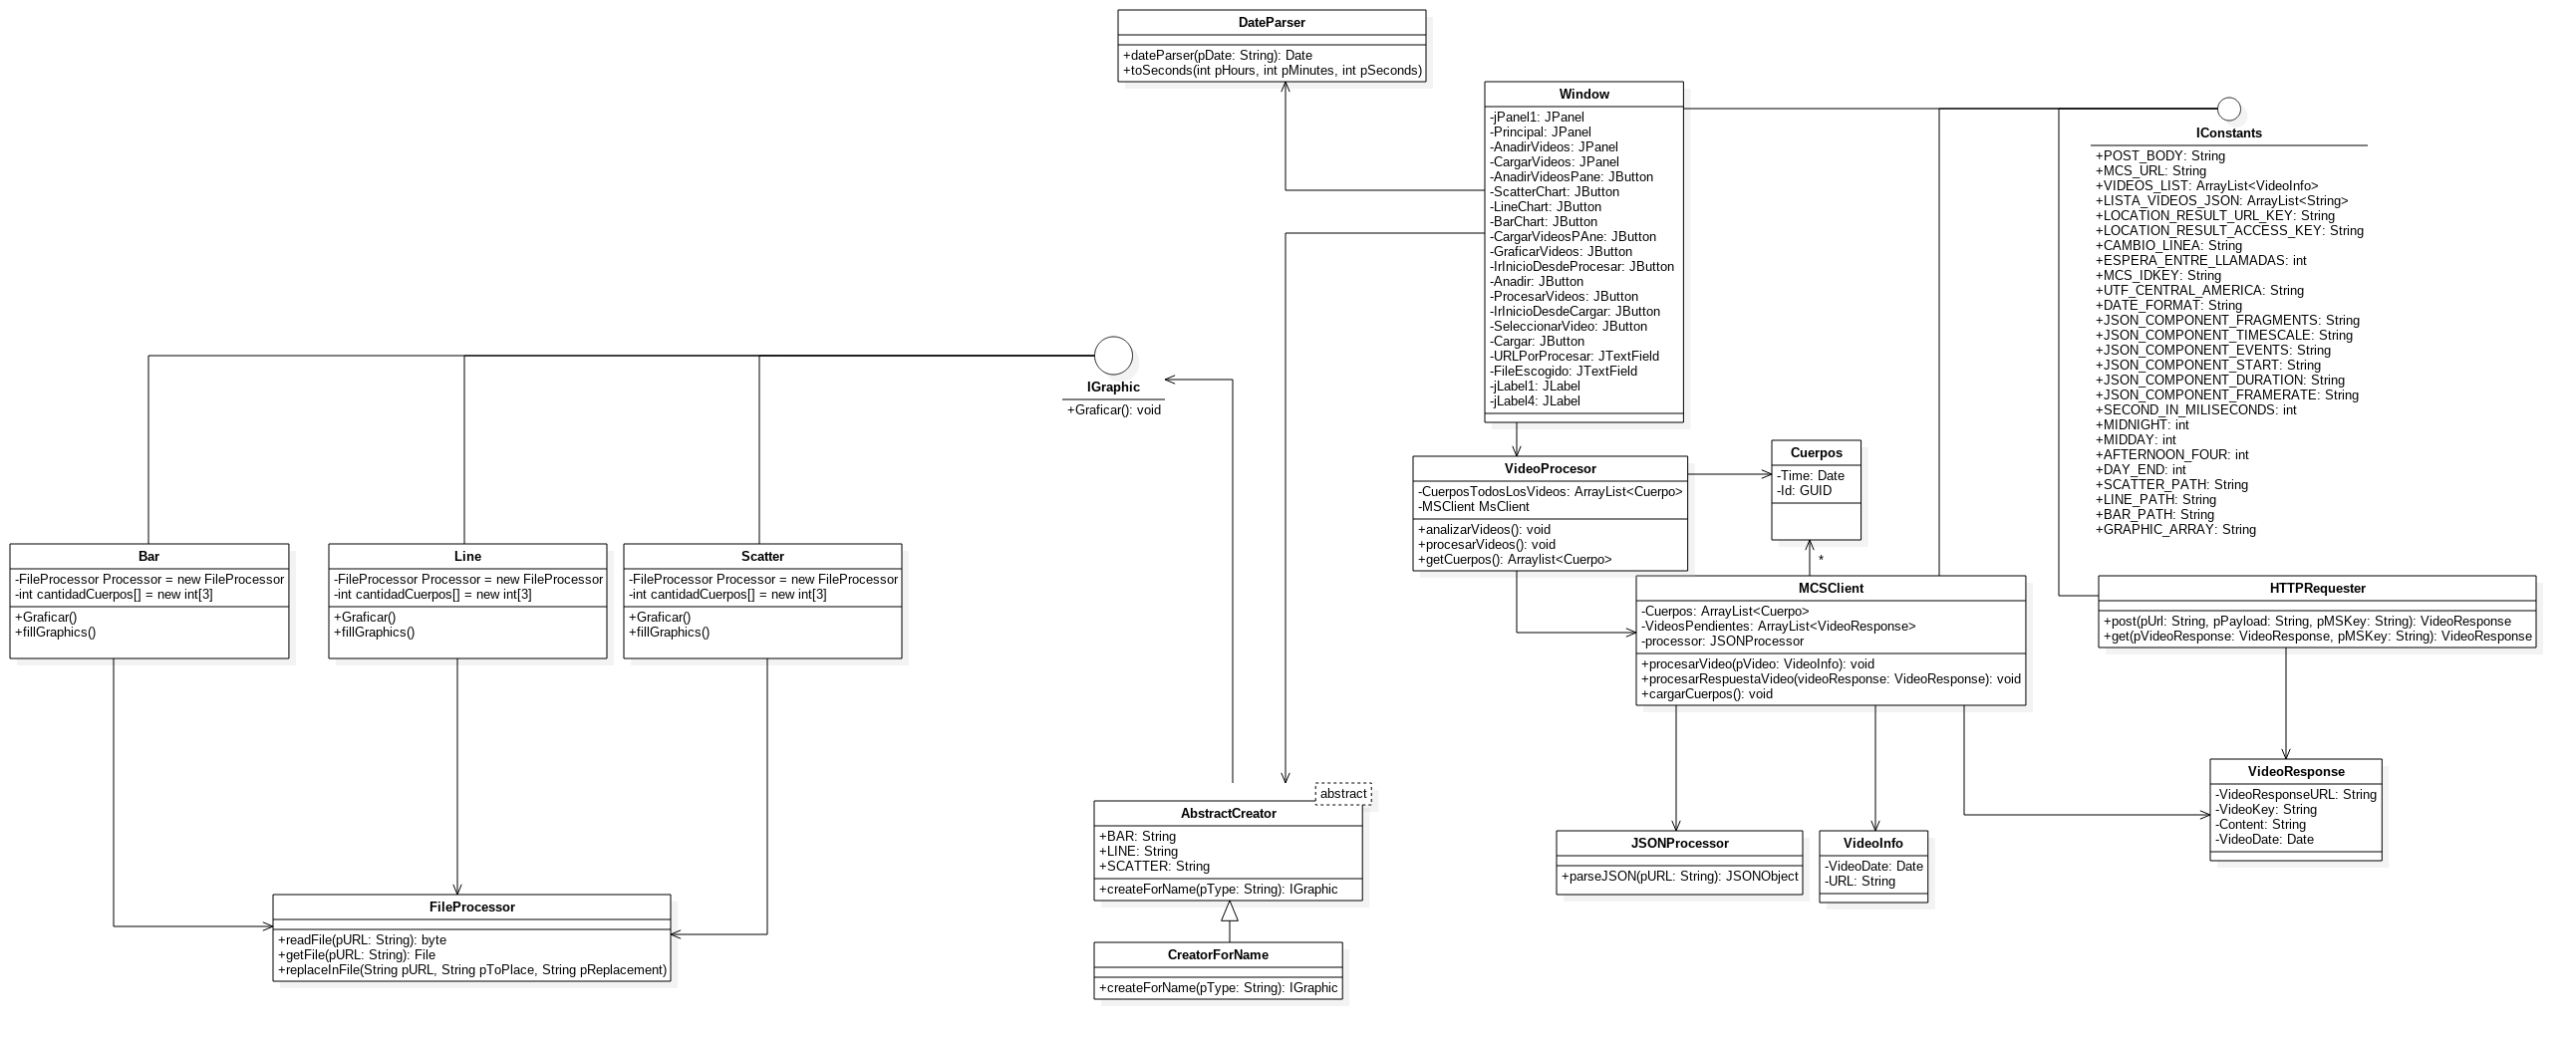 DateParser
+dateParser(pDate: String): Date
+toSeconds(int pHours, int pMinutes, int pSeconds)
Window
-jPanel1: JPanel
-Principal: JPanel
-AnadirVideos: JPanel
-CargarVideos: JPanel
-AnadirVideosPane: JButton
-ScatterChart: JButton
-LineChart: JButton
-BarChart: JButton
-CargarVideosPAne: JButton
-GraficarVideos: JButton
-IrInicioDesdeProcesar: JButton
-Anadir: JButton
-ProcesarVideos: JButton
-IrInicioDesdeCargar: JButton
-SeleccionarVideo: JButton
-Cargar: JButton
-URLPorProcesar: JTextField
-FileEscogido: JTextField
-jLabel1: JLabel
-jLabel4: JLabel
IConstants
+POST_BODY: String
+MCS_URL: String
+VIDEOS_LIST: ArrayList<VideoInfo>
+LISTA_VIDEOS_JSON: ArrayList<String>
+LOCATION_RESULT_URL_KEY: String
+LOCATION_RESULT_ACCESS_KEY: String
+CAMBIO_LINEA: String
+ESPERA_ENTRE_LLAMADAS: int
+MCS_IDKEY: String
+UTF_CENTRAL_AMERICA: String
+DATE_FORMAT: String
+JSON_COMPONENT_FRAGMENTS: String
+JSON_COMPONENT_TIMESCALE: String
+JSON_COMPONENT_EVENTS: String
+JSON_COMPONENT_START: String
+JSON_COMPONENT_DURATION: String
+JSON_COMPONENT_FRAMERATE: String
+SECOND_IN_MILISECONDS: int
+MIDNIGHT: int
+MIDDAY: int
+AFTERNOON_FOUR: int
+DAY_END: int
+SCATTER_PATH: String
+LINE_PATH: String
+BAR_PATH: String
+GRAPHIC_ARRAY: String
IGraphic
+Graficar(): void
VideoProcesor
-CuerposTodosLosVideos: ArrayList<Cuerpo>
-MSClient MsClient
+analizarVideos(): void
+procesarVideos(): void
+getCuerpos(): Arraylist<Cuerpo>
Cuerpos
-Time: Date
-Id: GUID
*
Bar
-FileProcessor Processor = new FileProcessor
-int cantidadCuerpos[] = new int[3]
+Graficar()
+fillGraphics()
Line
-FileProcessor Processor = new FileProcessor
-int cantidadCuerpos[] = new int[3]
+Graficar()
+fillGraphics()
Scatter
-FileProcessor Processor = new FileProcessor
-int cantidadCuerpos[] = new int[3]
+Graficar()
+fillGraphics()
MCSClient
-Cuerpos: ArrayList<Cuerpo>
-VideosPendientes: ArrayList<VideoResponse>
-processor: JSONProcessor
+procesarVideo(pVideo: VideoInfo): void
+procesarRespuestaVideo(videoResponse: VideoResponse): void
+cargarCuerpos(): void
HTTPRequester
+post(pUrl: String, pPayload: String, pMSKey: String): VideoResponse
+get(pVideoResponse: VideoResponse, pMSKey: String): VideoResponse
VideoResponse
-VideoResponseURL: String
-VideoKey: String
-Content: String
-VideoDate: Date
abstract
AbstractCreator
+BAR: String
+LINE: String
+SCATTER: String
+createForName(pType: String): IGraphic
JSONProcessor
+parseJSON(pURL: String): JSONObject
VideoInfo
-VideoDate: Date
-URL: String
FileProcessor
+readFile(pURL: String): byte
+getFile(pURL: String): File
+replaceInFile(String pURL, String pToPlace, String pReplacement)
CreatorForName
+createForName(pType: String): IGraphic